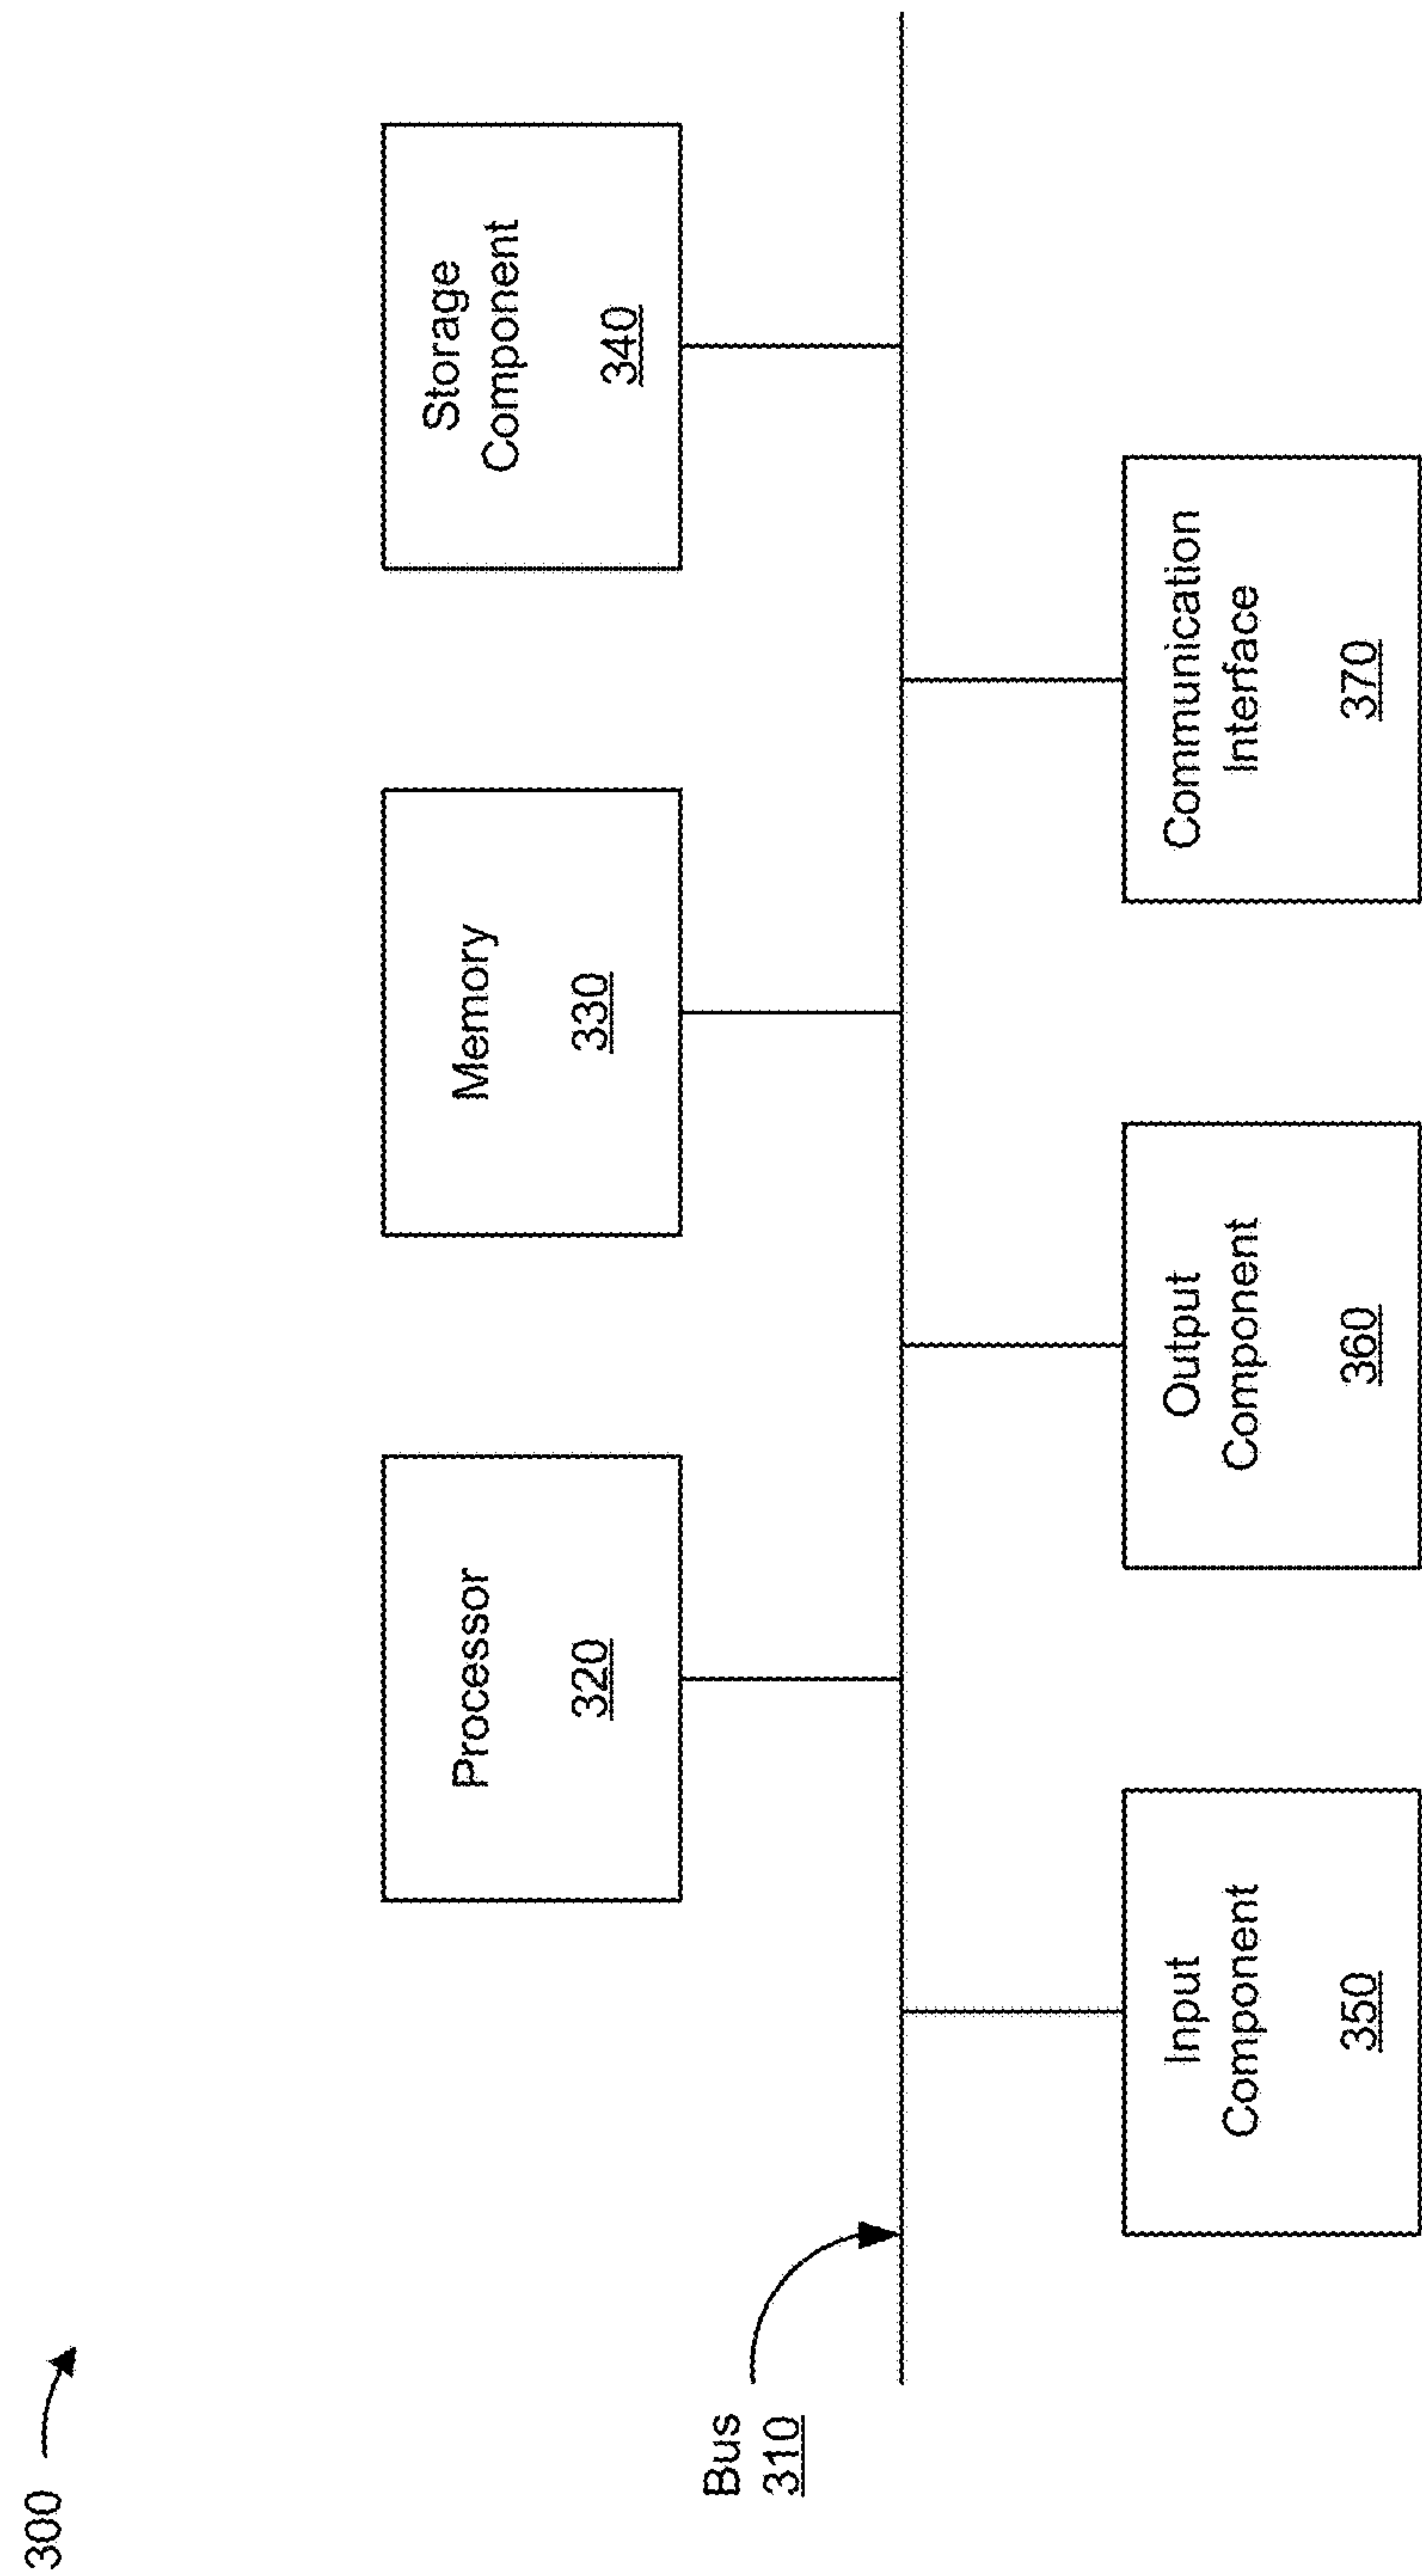 300
Bus
310
Processor
320
Memory
330
Storage
Component
340
Input
Component
350
Output
Component
360
Communication
Interface
370